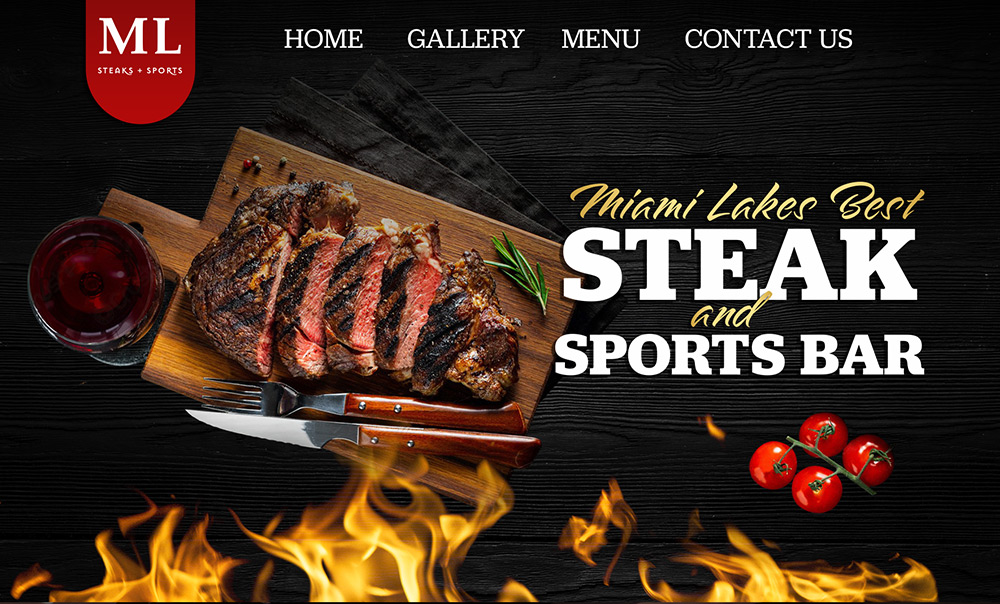 ML
STEAKS + SPORTS
HOME GALLERY MENU CONTACT US
Miami Lakes Best
STEAK
and
SPORTS BAR